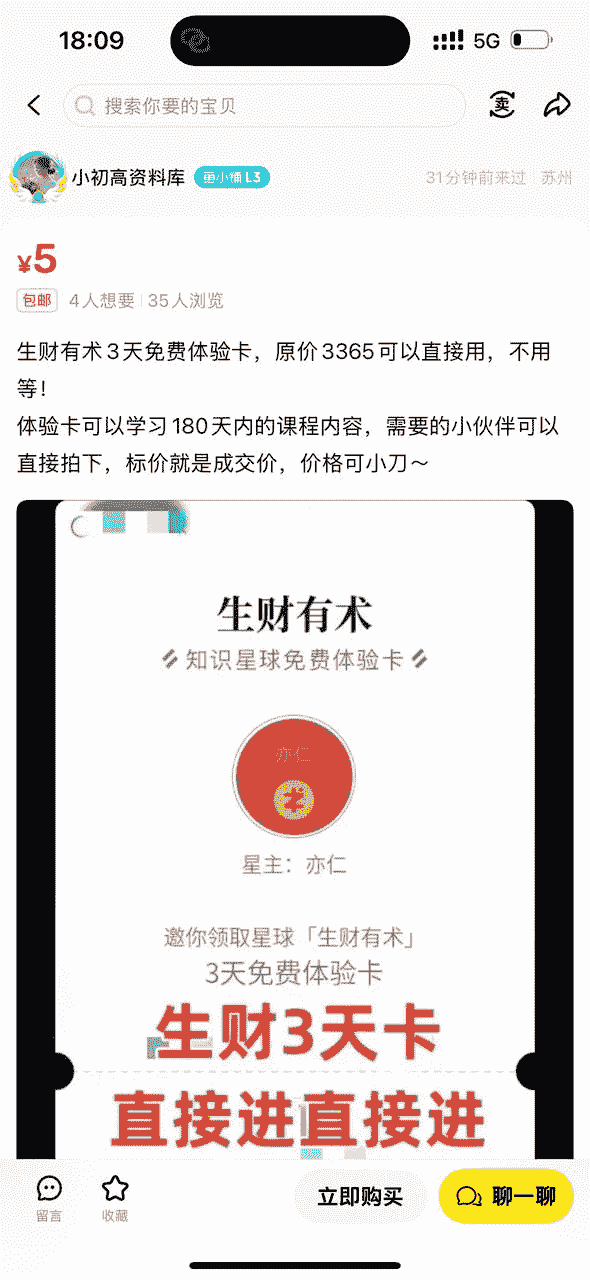 18:09
5G
搜索你要的宝贝
卖
小初高资料库
鱼小铺 L3
31分钟前来过
苏州
¥5
包邮
4人想要
35人浏览
生财有术3天免费体验卡，原价3365可以直接用，不用
等！
体验卡可以学习180天内的课程内容，需要的小伙伴可以
直接拍下，标价就是成交价，价格可小刀～
生财有术
知识星球免费体验卡
亦仁
星主：亦仁
邀你领取星球「生财有术」
3天免费体验卡
生财3天卡
直接进直接进
留言
收藏
立即购买
聊一聊